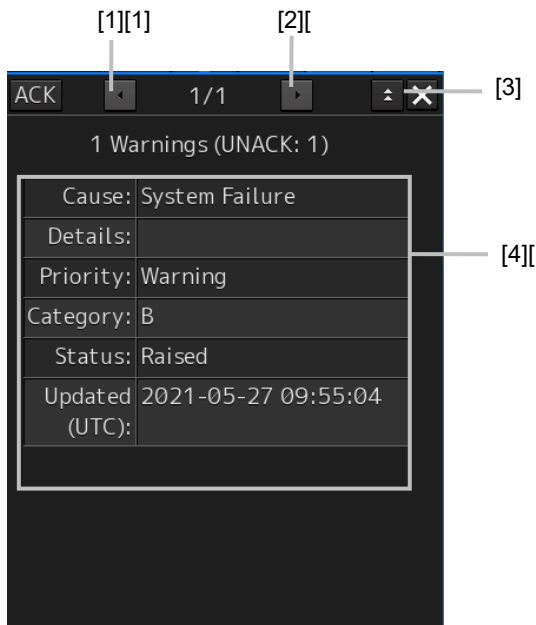 [1][1] [2][
ACK 1/1 [3]
1 Warnings (UNACK: 1)
Cause: System Failure
Details:
[4][
Priority: Warning
Category: B
Status: Raised
Updated 2021-05-27 09:55:04
(UTC):